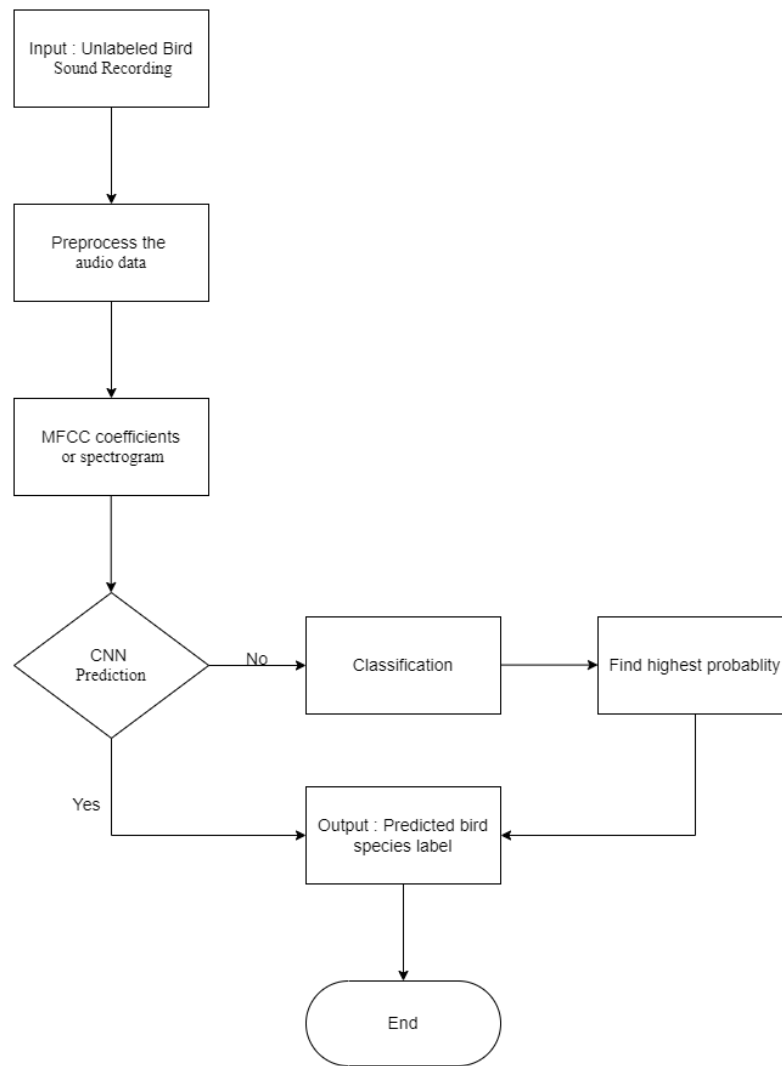 Input : Unlabeled Bird
Sound Recording
Preprocess the
audio data
MFCC coefficients
or spectrogram
CNN
Prediction
No
Classification
Find highest probablity
Yes
Output : Predicted bird
species label
End